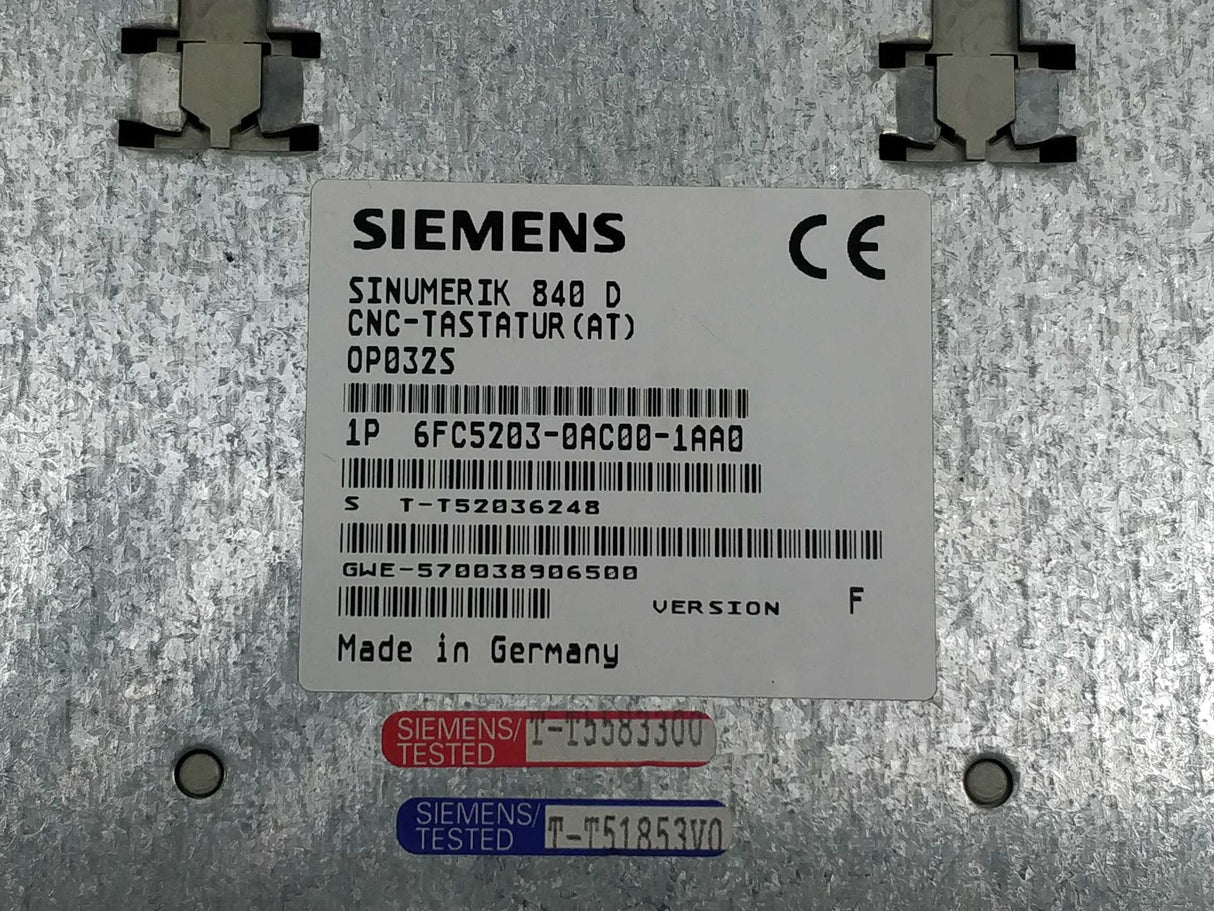 SIEMENS
CE
SINUMERIK 840 D
CNC-TASTATUR(AT)
OP032S
1P 6FC5203-0AC00-1AA0
S T-T52036248
GWE-570038906500
VERSION F
Made in Germany
SIEMENS/
TESTED
SIEMENS/
TESTED T-T51853V0